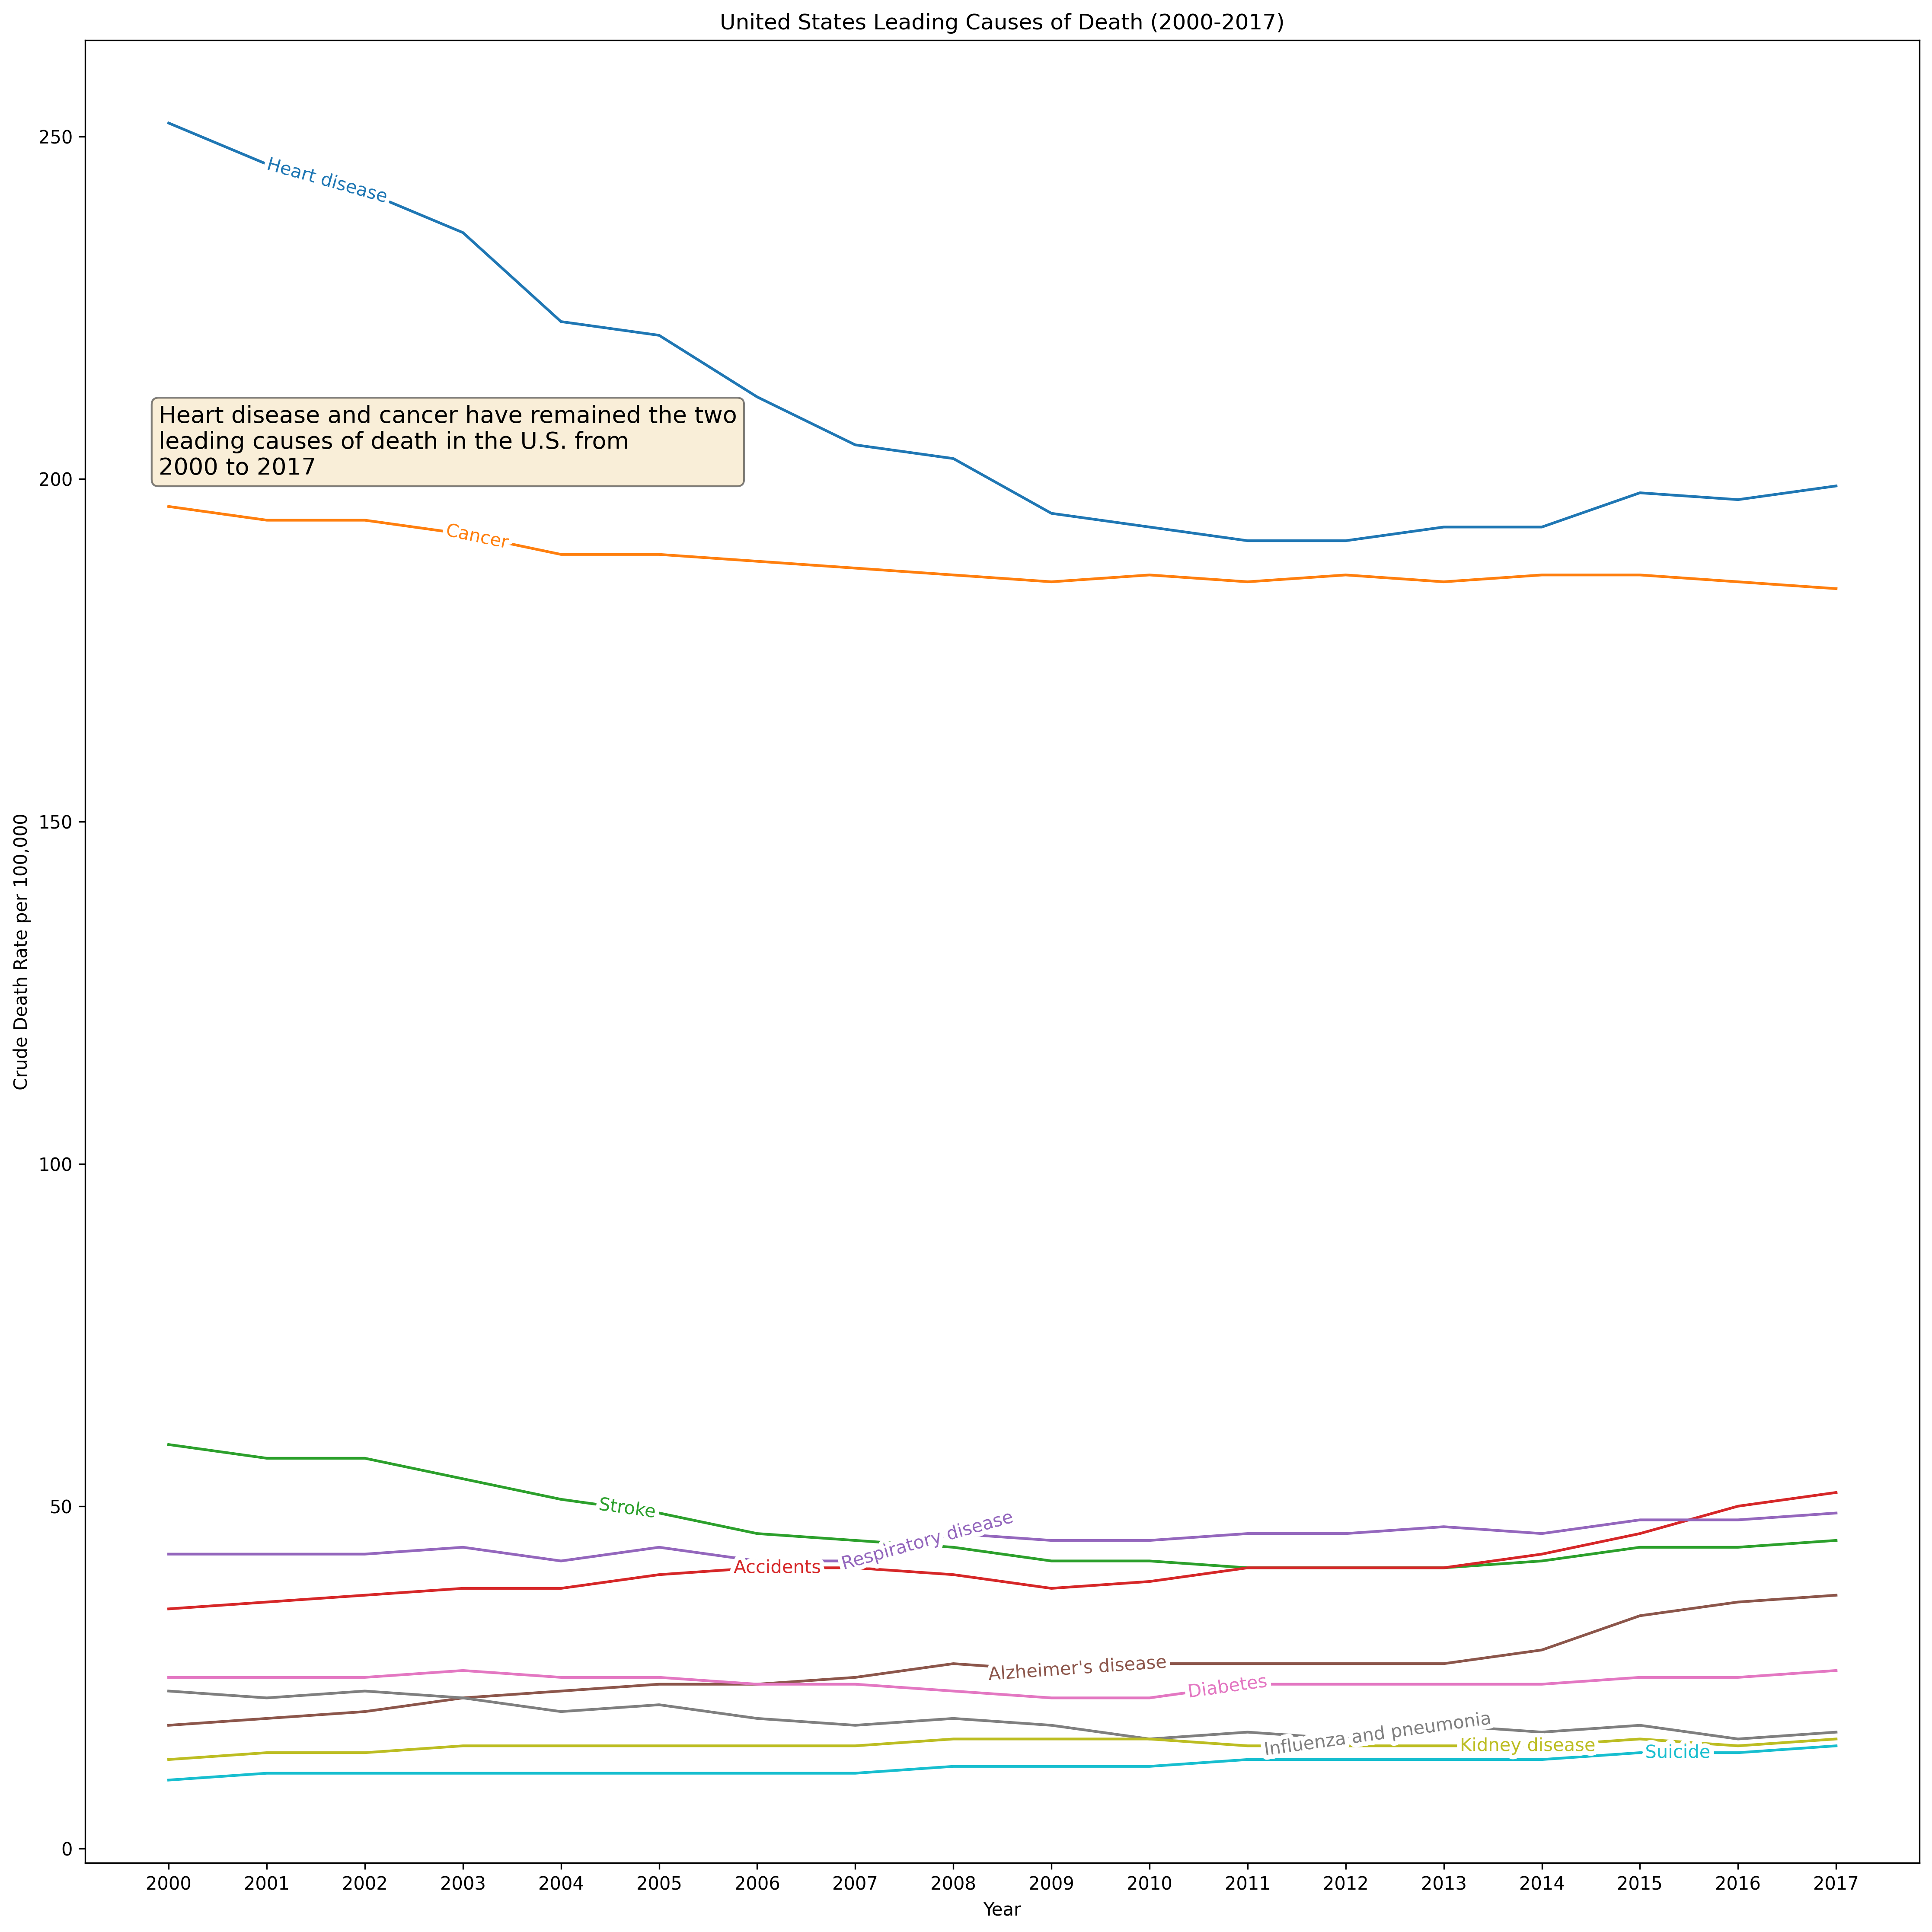 United States Leading Causes of Death (2000-2017)
250
Heart disease
Heart disease and cancer have remained the two
leading causes of death in the U.S. from
2000 to 2017
200
Cancer
150
Crude Death Rate per 100,000
100
50
Stroke
Respiratory disease
Accidents
Alzheimer's disease
Diabetes
Influenza and pneumonia
Kidney disease
Suicide
0
2000 2001 2002 2003 2004 2005 2006 2007 2008 2009 2010 2011 2012 2013 2014 2015 2016 2017
Year